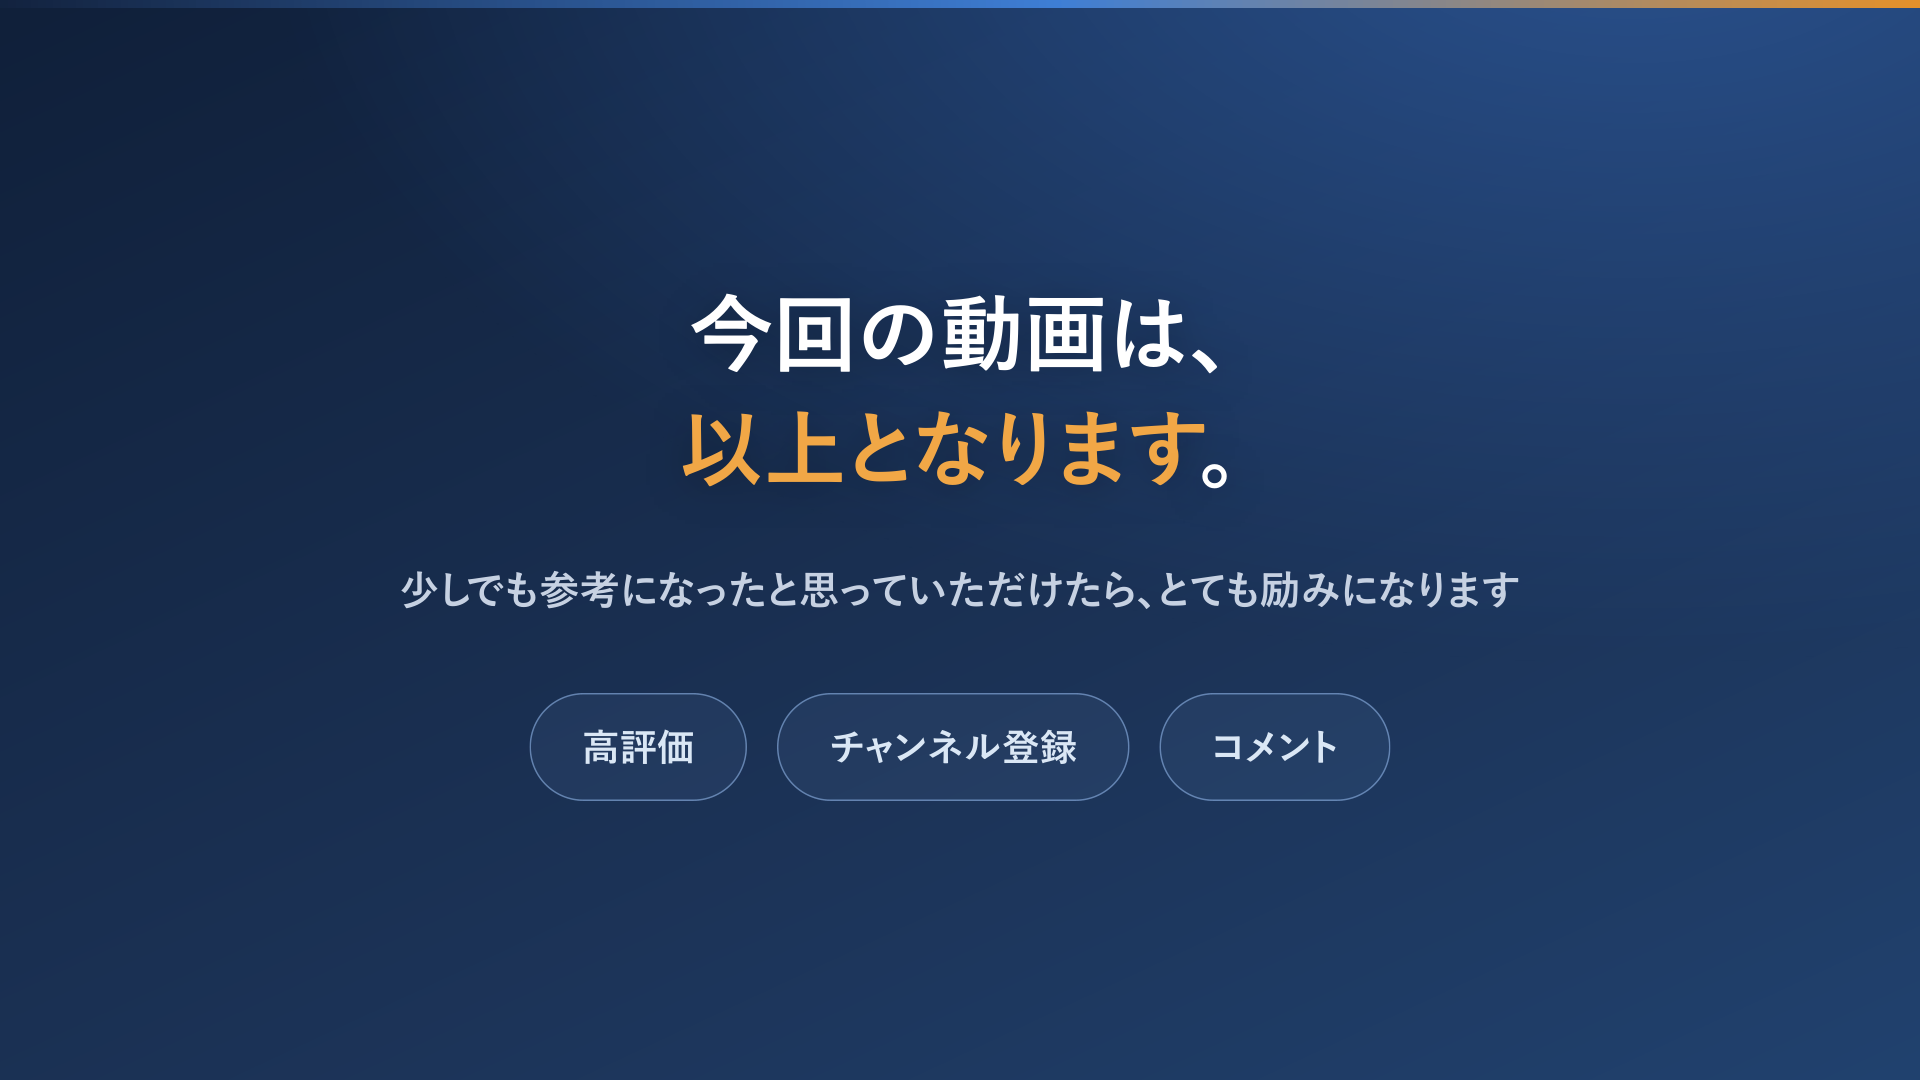 今回の動画は、
以上となります。
少しでも参考になったと思っていただけたら、とても励みになります
高評価
チャンネル登録
コメント